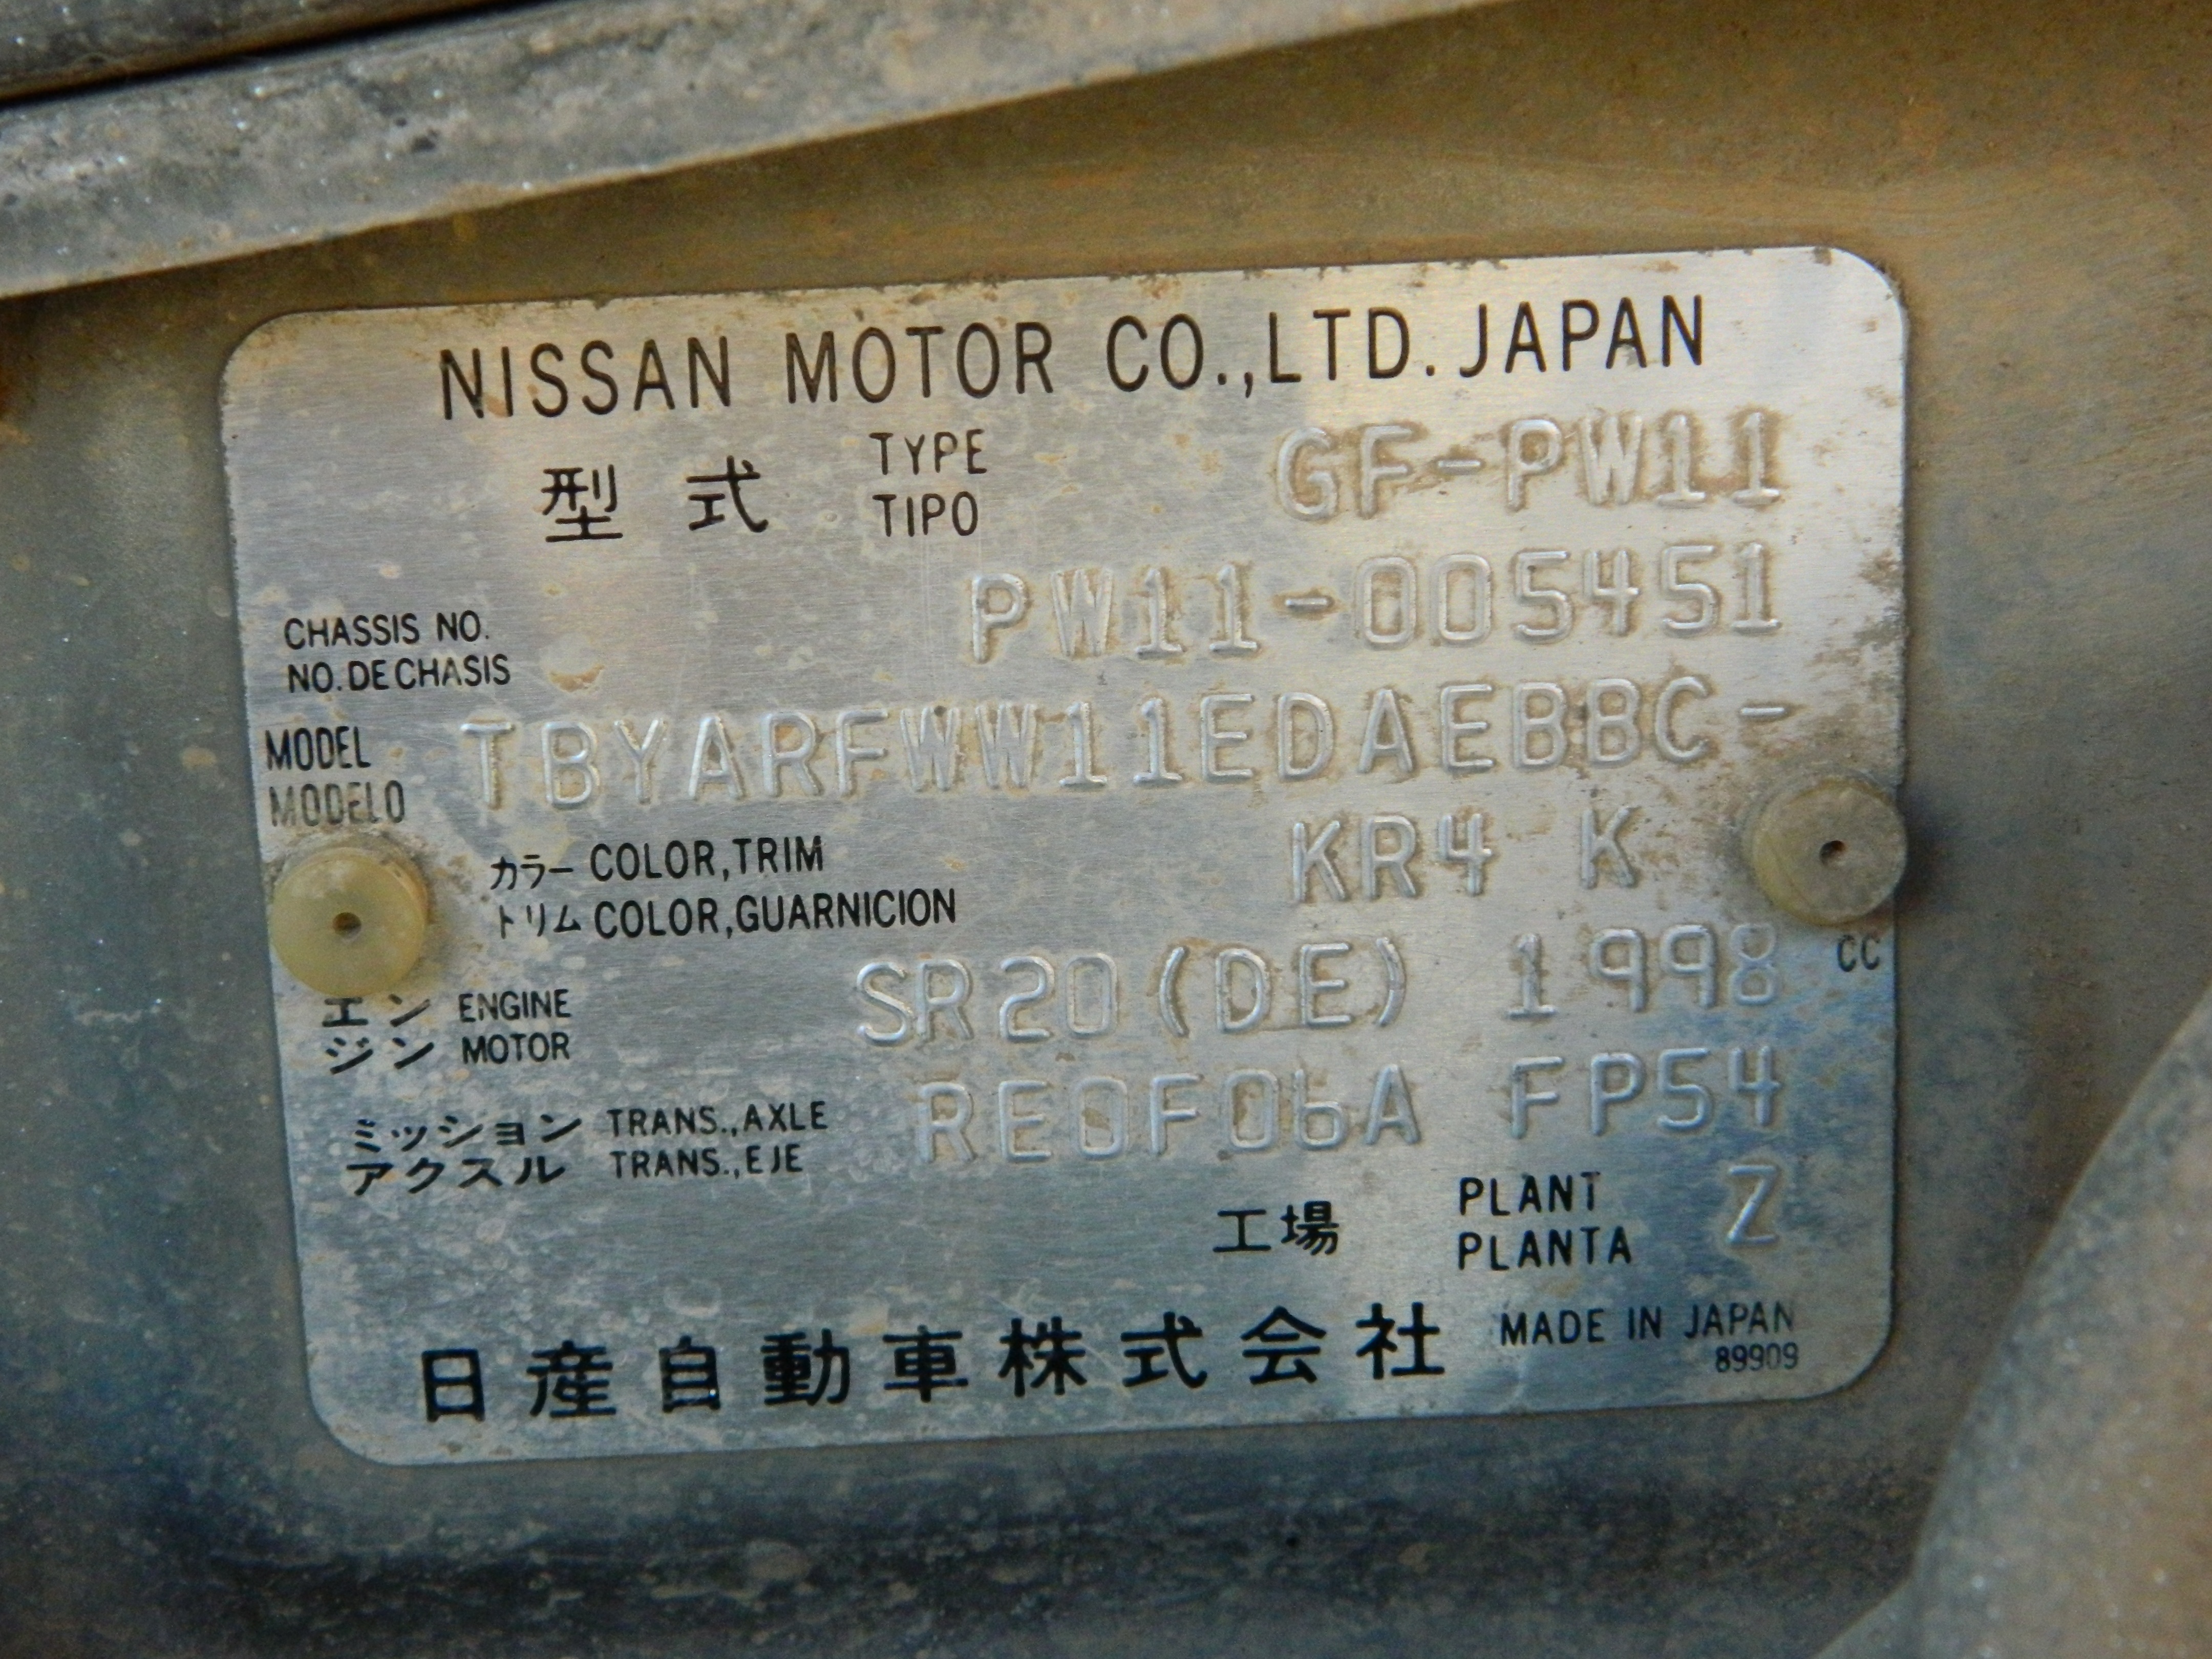 NISSAN MOTOR CO.,LTD. JAPAN
型式 TYPE GF-PW11
TIPO
CHASSIS NO. PW11-005451
NO. DE CHASIS
MODEL TBYARFWW11EDAEBBC-
MODELO
カラー COLOR,TRIM KR4 K
トリム COLOR,GUARNICION
エン ENGINE SR20(DE) 1998 CC
ジン MOTOR
ミッション TRANS.,AXLE RE0F06A FP54
アクスル TRANS.,EJE
工場 PLANT Z
PLANTA
日産自動車株式会社 MADE IN JAPAN
89909